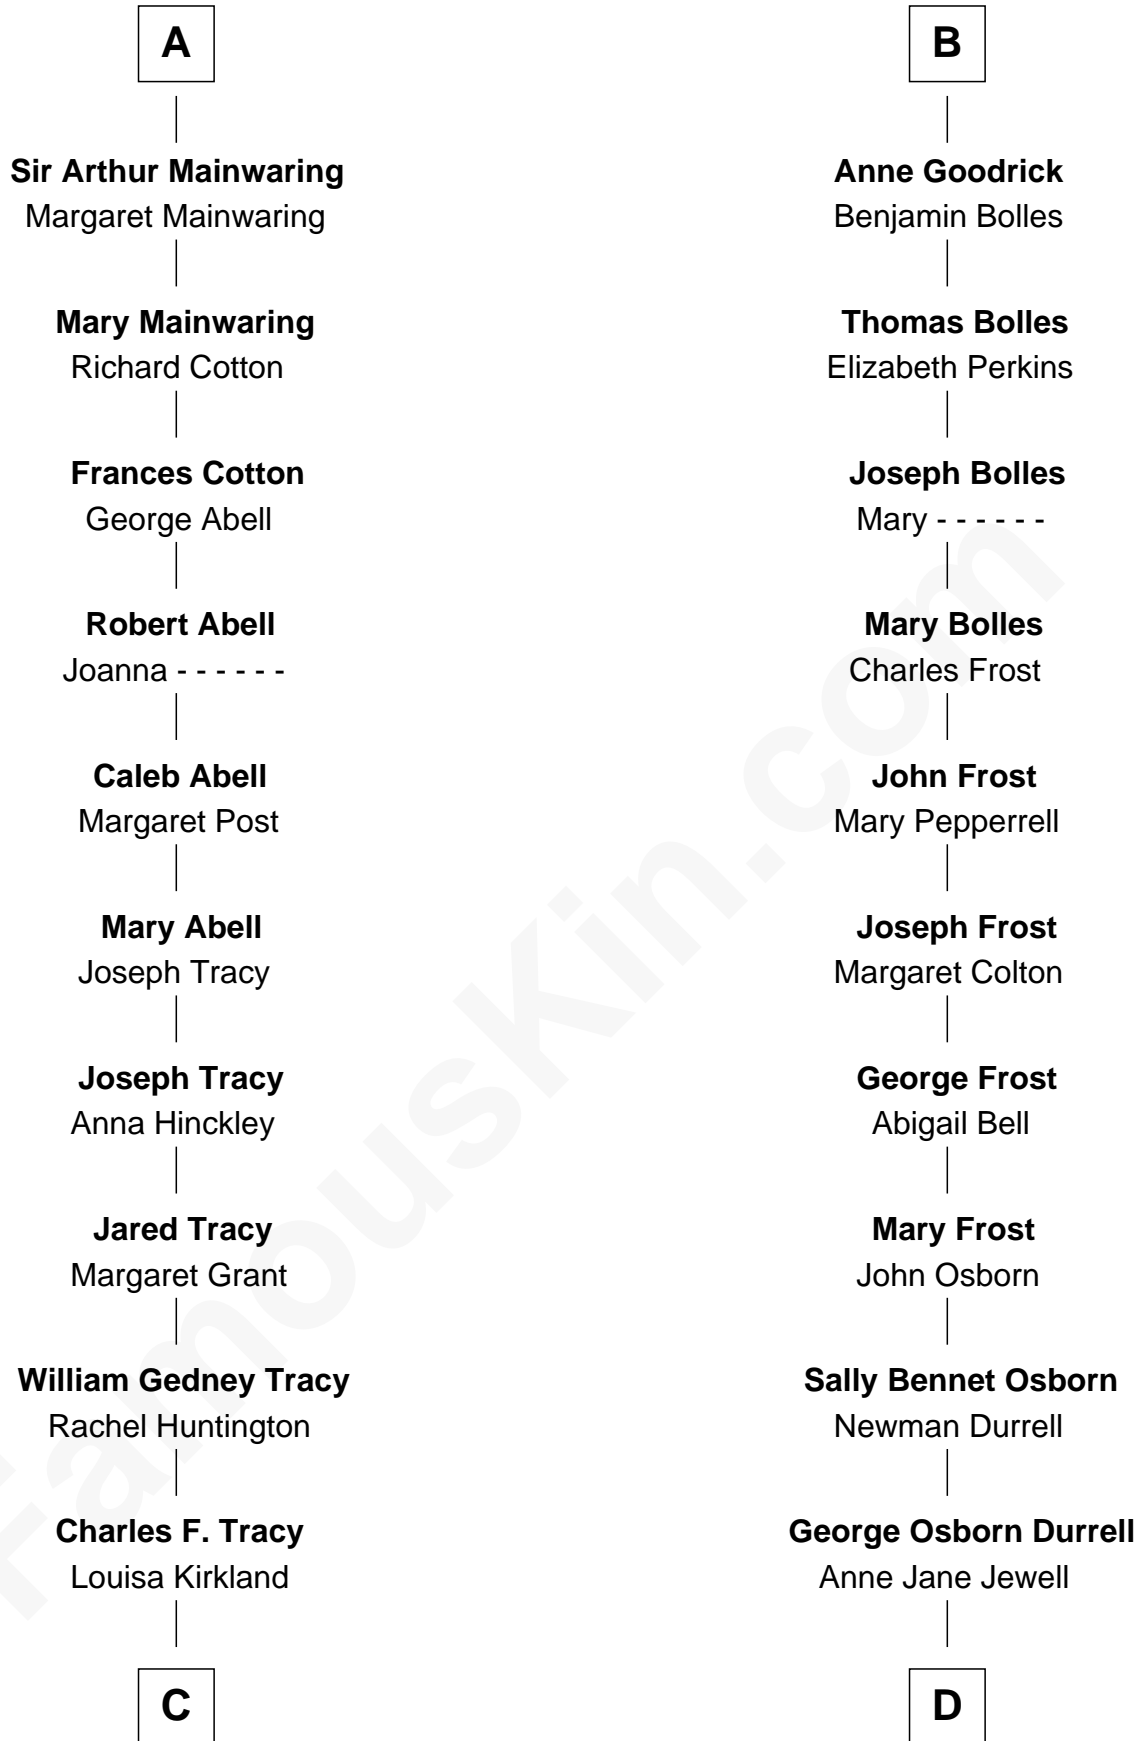 A
Sir Arthur Mainwaring
Margaret Mainwaring
Mary Mainwaring
Richard Cotton
Frances Cotton
George Abell
Robert Abell
Joanna - - - - - -
Caleb Abell
Margaret Post
Mary Abell
Joseph Tracy
Joseph Tracy
Anna Hinckley
Jared Tracy
Margaret Grant
William Gedney Tracy
Rachel Huntington
Charles F. Tracy
Louisa Kirkland
C
B
Anne Goodrick
Benjamin Bolles
Thomas Bolles
Elizabeth Perkins
Joseph Bolles
Mary - - - - - -
Mary Bolles
Charles Frost
John Frost
Mary Pepperrell
Joseph Frost
Margaret Colton
George Frost
Abigail Bell
Mary Frost
John Osborn
Sally Bennet Osborn
Newman Durrell
George Osborn Durrell
Anne Jane Jewell
D
FamousKin.com